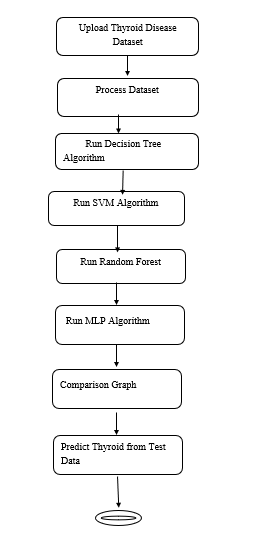 Upload Thyroid Disease
Dataset
Process Dataset
Run Decision Tree
Algorithm
Run SVM Algorithm
Run Random Forest
Run MLP Algorithm
Comparison Graph
Predict Thyroid from Test
Data